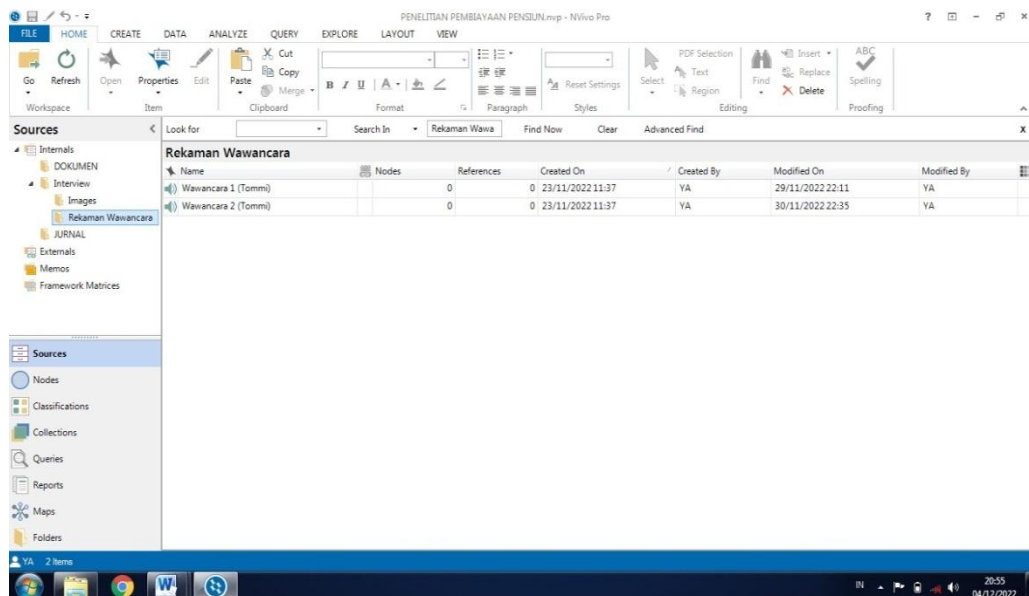 PENELITIAN PEMBIAYAAN PENSIUN.nvp - NVivo Pro
FILE HOME CREATE DATA ANALYZE QUERY EXPLORE LAYOUT VIEW
Go Refresh Open Properties Edit Paste Cut Copy Merge
B I U A Reset Settings
Select PDF Selection Text Region Find Insert Replace Delete ABC Spelling
Workspace Item Clipboard Format Paragraph Styles Editing Proofing
Sources Look for Search In Rekaman Wawa Find Now Clear Advanced Find x
Internals
DOKUMEN
Interview
Images
Rekaman Wawancara
JURNAL
Externals
Memos
Framework Matrices
Rekaman Wawancara
Name Nodes References Created On Created By Modified On Modified By
Wawancara 1 (Tommi) 0 0 23/11/2022 11:37 YA 29/11/2022 22:11 YA
Wawancara 2 (Tommi) 0 0 23/11/2022 11:37 YA 30/11/2022 22:35 YA
Sources
Nodes
Classifications
Collections
Queries
Reports
Maps
Folders
YA 2 Items
IN 20:55
04/12/2022